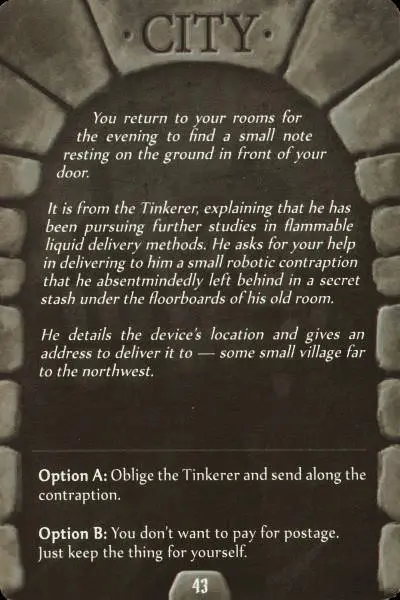 · CITY ·
You return to your rooms for
the evening to find a small note
resting on the ground in front of your
door.
It is from the Tinkerer, explaining that he has
been pursuing further studies in flammable
liquid delivery methods. He asks for your help
in delivering to him a small robotic contraption
that he absentmindedly left behind in a secret
stash under the floorboards of his old room.
He details the device's location and gives an
address to deliver it to — some small village far
to the northwest.
Option A: Oblige the Tinkerer and send along the
contraption.
Option B: You don't want to pay for postage.
Just keep the thing for yourself.
43